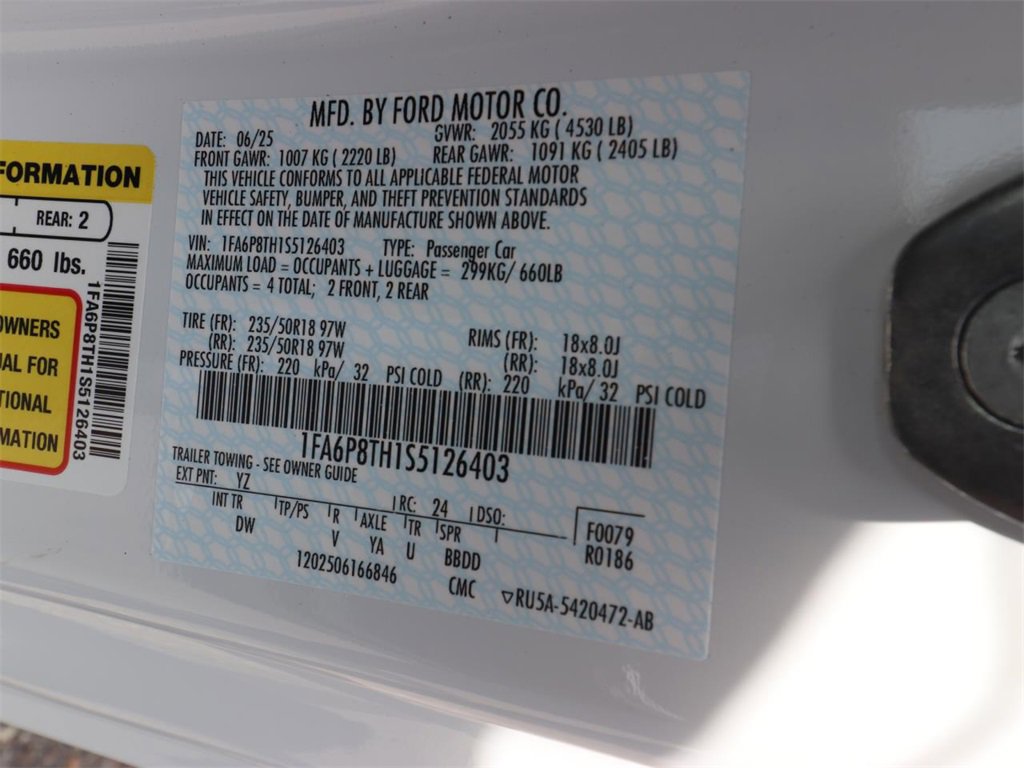 FORMATION
REAR: 2
660 lbs.
1FA6P8TH1S5126403
OWNERS
UAL FOR
TIONAL
MATION
MFD. BY FORD MOTOR CO.
DATE: 06/25 GVWR: 2055 KG ( 4530 LB)
FRONT GAWR: 1007 KG ( 2220 LB) REAR GAWR: 1091 KG ( 2405 LB)
THIS VEHICLE CONFORMS TO ALL APPLICABLE FEDERAL MOTOR
VEHICLE SAFETY, BUMPER, AND THEFT PREVENTION STANDARDS
IN EFFECT ON THE DATE OF MANUFACTURE SHOWN ABOVE.
VIN: 1FA6P8TH1S5126403 TYPE: Passenger Car
MAXIMUM LOAD = OCCUPANTS + LUGGAGE = 299KG/ 660LB
OCCUPANTS = 4 TOTAL; 2 FRONT, 2 REAR
TIRE (FR): 235/50R18 97W RIMS (FR): 18x8.0J
(RR): 235/50R18 97W (RR): 18x8.0J
PRESSURE (FR): 220 kPa/ 32 PSI COLD (RR): 220 kPa/ 32 PSI COLD
1FA6P8TH1S5126403
TRAILER TOWING - SEE OWNER GUIDE
EXT PNT: YZ RC: 24 DSO:
INT TR TP/PS R AXLE TR SPR F0079
DW V YA U BBDD R0186
1202506166846 CMC ▽RU5A-5420472-AB